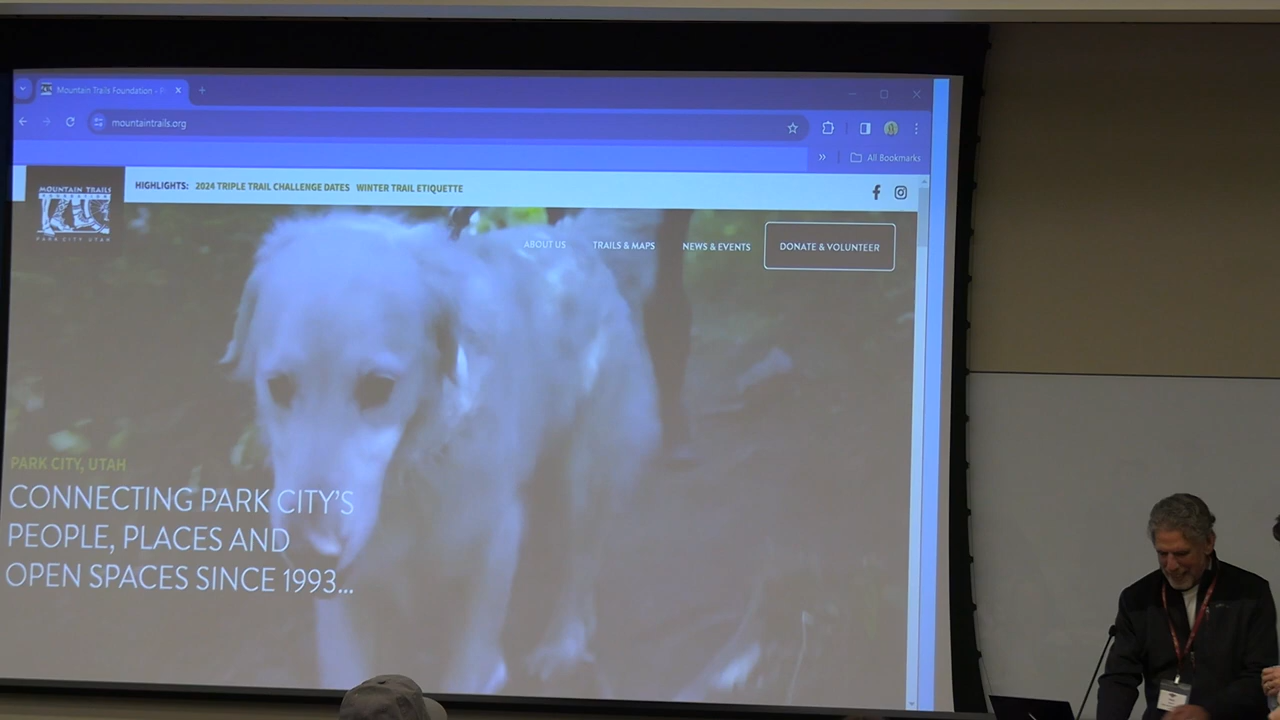 Mountain Trails Foundation - P
mountaintrails.org
All Bookmarks
MOUNTAIN TRAILS
FOUNDATION
PARK CITY, UTAH
HIGHLIGHTS: 2024 TRIPLE TRAIL CHALLENGE DATES WINTER TRAIL ETIQUETTE
ABOUT US TRAILS & MAPS NEWS & EVENTS DONATE & VOLUNTEER
PARK CITY, UTAH
CONNECTING PARK CITY'S
PEOPLE, PLACES AND
OPEN SPACES SINCE 1993...